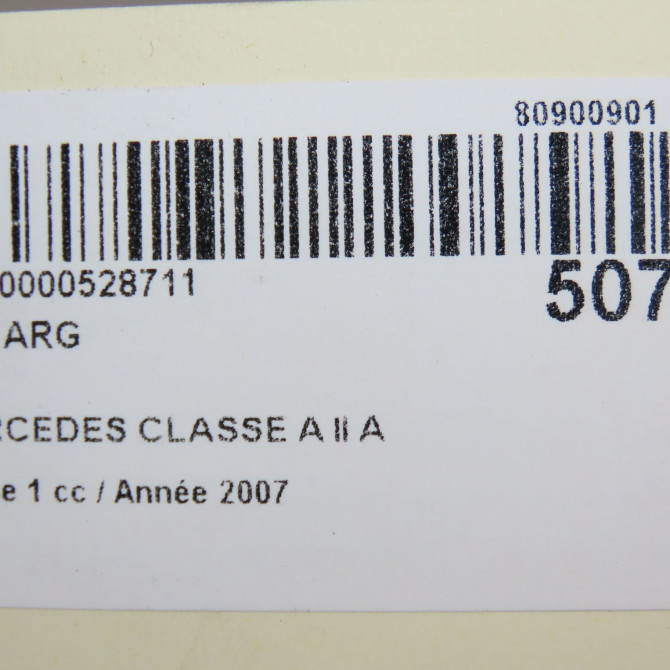 80900901
0000528711
507
ARG
RCEDES CLASSE A II A
e 1 cc / Année 2007